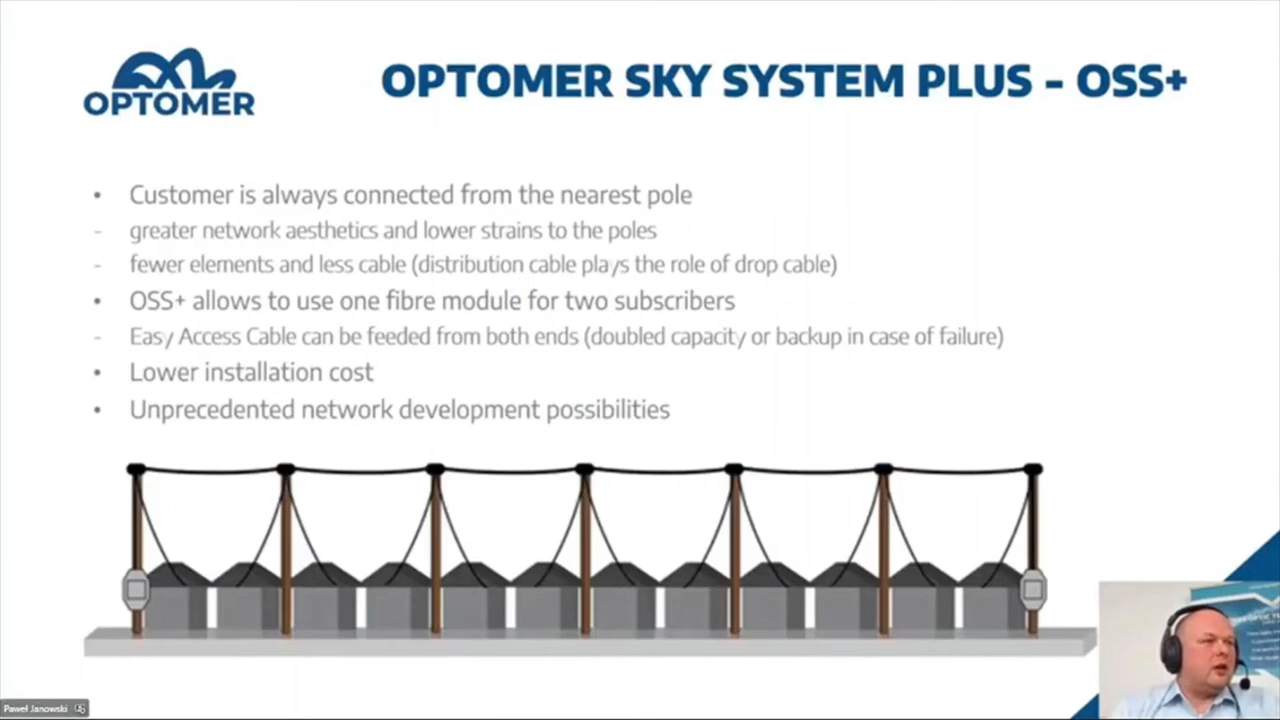 OPTOMER
OPTOMER SKY SYSTEM PLUS - OSS+
• Customer is always connected from the nearest pole
- greater network aesthetics and lower strains to the poles
- fewer elements and less cable (distribution cable plays the role of drop cable)
• OSS+ allows to use one fibre module for two subscribers
- Easy Access Cable can be feeded from both ends (doubled capacity or backup in case of failure)
• Lower installation cost
• Unprecedented network development possibilities
Paweł Janowski